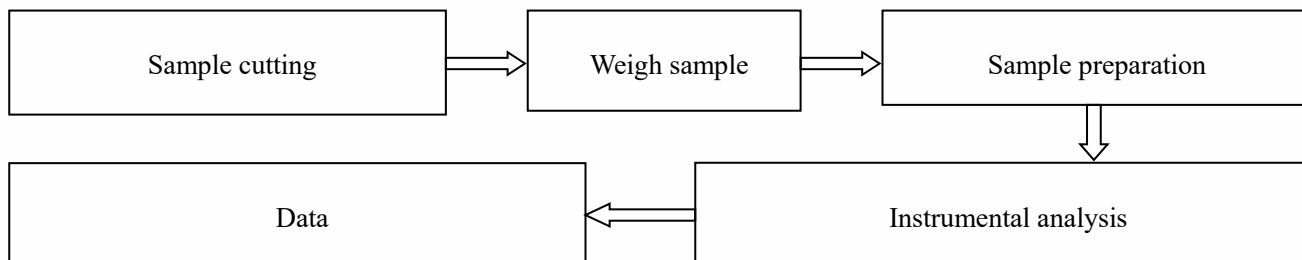 Sample cutting
Weigh sample
Sample preparation
Instrumental analysis
Data